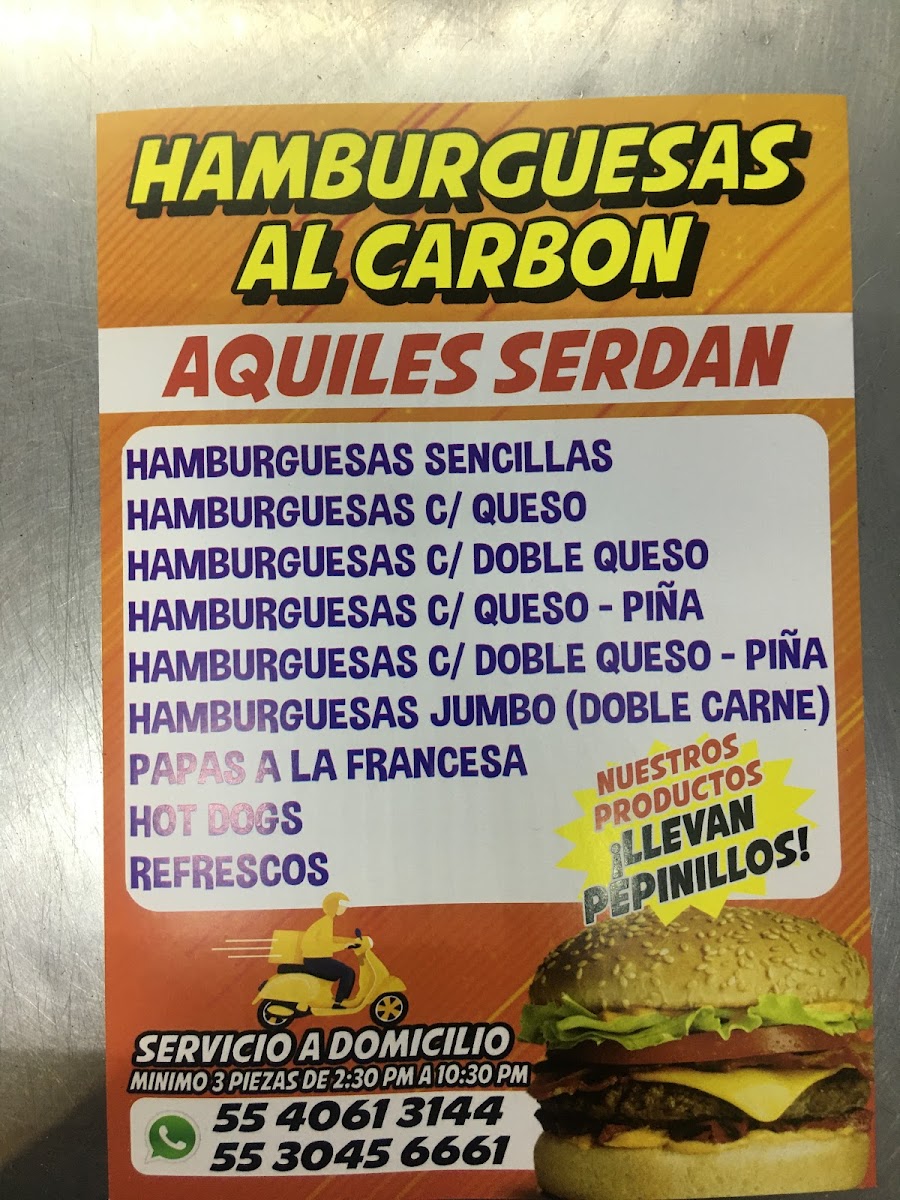 HAMBURGUESAS
AL CARBON
AQUILES SERDAN
HAMBURGUESAS SENCILLAS
HAMBURGUESAS C/ QUESO
HAMBURGUESAS C/ DOBLE QUESO
HAMBURGUESAS C/ QUESO - PIÑA
HAMBURGUESAS C/ DOBLE QUESO - PIÑA
HAMBURGUESAS JUMBO (DOBLE CARNE)
PAPAS A LA FRANCESA
HOT DOGS
REFRESCOS
NUESTROS
PRODUCTOS
¡LLEVAN
PEPINILLOS!
SERVICIO A DOMICILIO
MINIMO 3 PIEZAS DE 2:30 PM A 10:30 PM
55 4061 3144
55 3045 6661